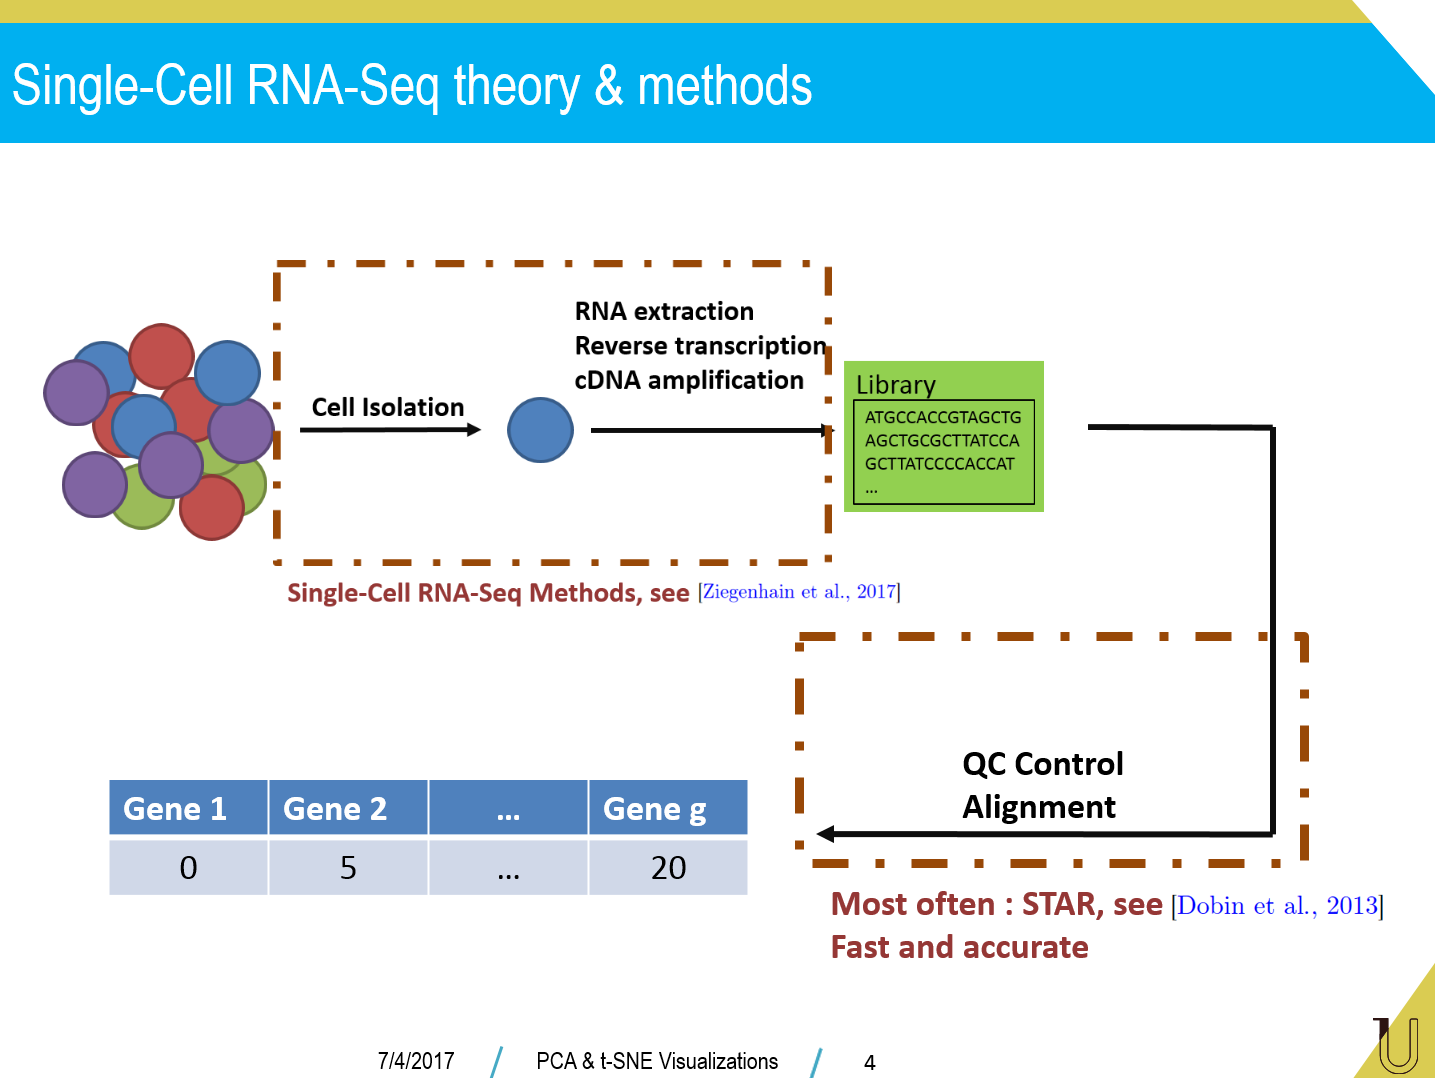 Single-Cell RNA-Seq theory & methods
RNA extraction
Reverse transcription
cDNA amplification
Cell Isolation
Library
ATGCCACCGTAGCTG
AGCTGCGCTTATCCA
GCTTATCCCCACCAT
...
Single-Cell RNA-Seq Methods, see [Ziegenhain et al., 2017]
QC Control
Alignment
Gene 1 Gene 2 ... Gene g
0 5 ... 20
Most often : STAR, see [Dobin et al., 2013]
Fast and accurate
7/4/2017 PCA & t-SNE Visualizations 4
U